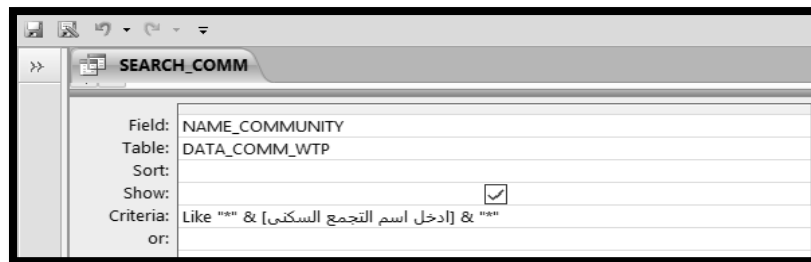 SEARCH_COMM
Field: NAME_COMMUNITY
Table: DATA_COMM_WTP
Sort:
Show:
Criteria: Like "*" & [ادخل اسم التجمع السكنى] & "*"
or: